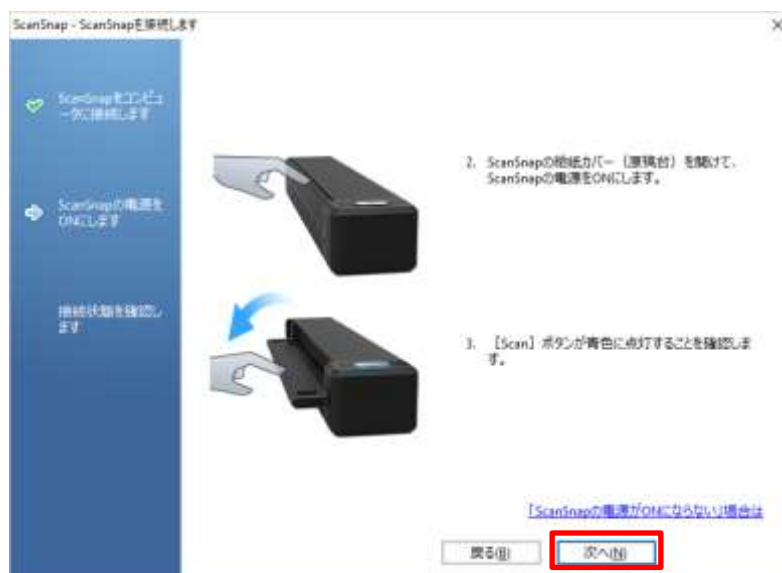 ScanSnap - ScanSnapを接続します
ScanSnapをコンピュ
ータに接続します
ScanSnapの電源を
ONにします
接続状態を確認し
ます
2. ScanSnapの給紙カバー（原稿台）を開けて、
ScanSnapの電源をONにします。
3. ［Scan］ボタンが青色に点灯することを確認しま
す。
「ScanSnapの電源がONにならない」場合は
戻る(B)
次へ(N)